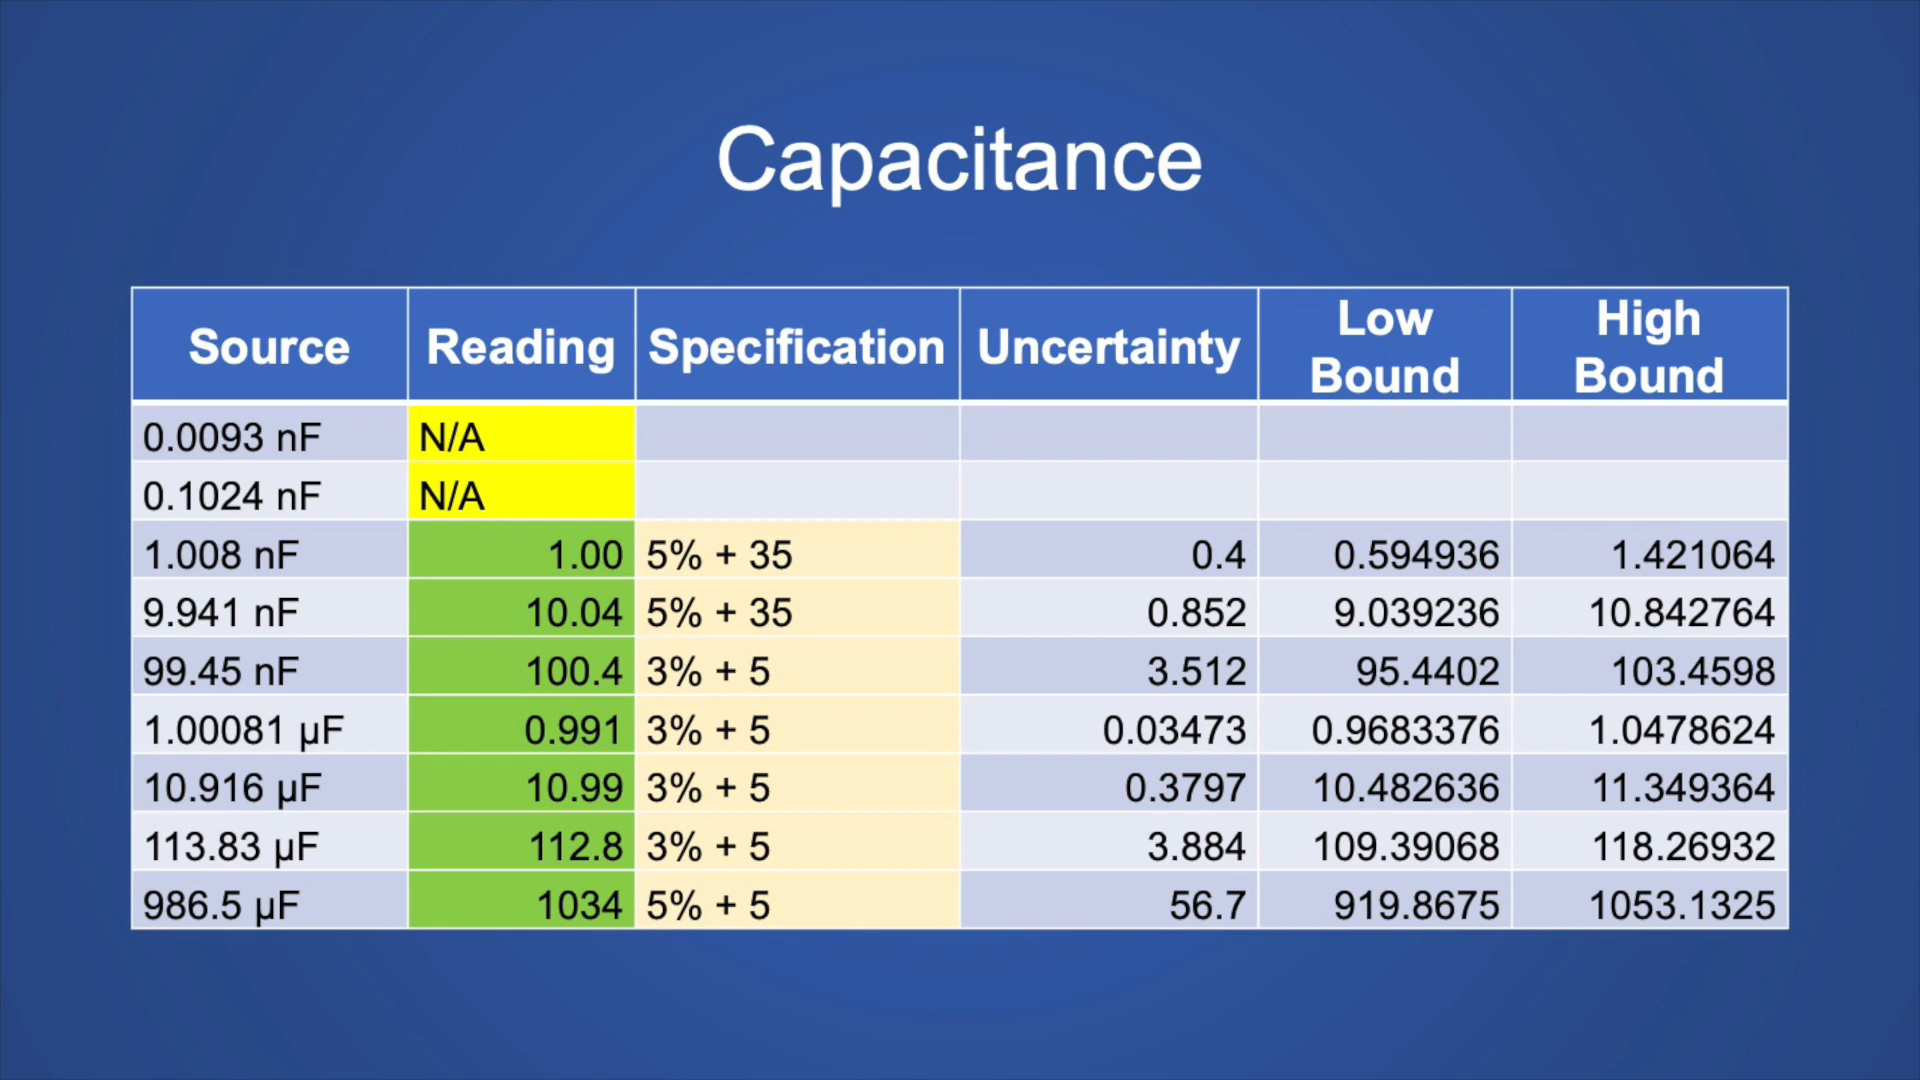 Capacitance
Source Reading Specification Uncertainty Low Bound High Bound
0.0093 nF N/A
0.1024 nF N/A
1.008 nF 1.00 5% + 35 0.4 0.594936 1.421064
9.941 nF 10.04 5% + 35 0.852 9.039236 10.842764
99.45 nF 100.4 3% + 5 3.512 95.4402 103.4598
1.00081 µF 0.991 3% + 5 0.03473 0.9683376 1.0478624
10.916 µF 10.99 3% + 5 0.3797 10.482636 11.349364
113.83 µF 112.8 3% + 5 3.884 109.39068 118.26932
986.5 µF 1034 5% + 5 56.7 919.8675 1053.1325